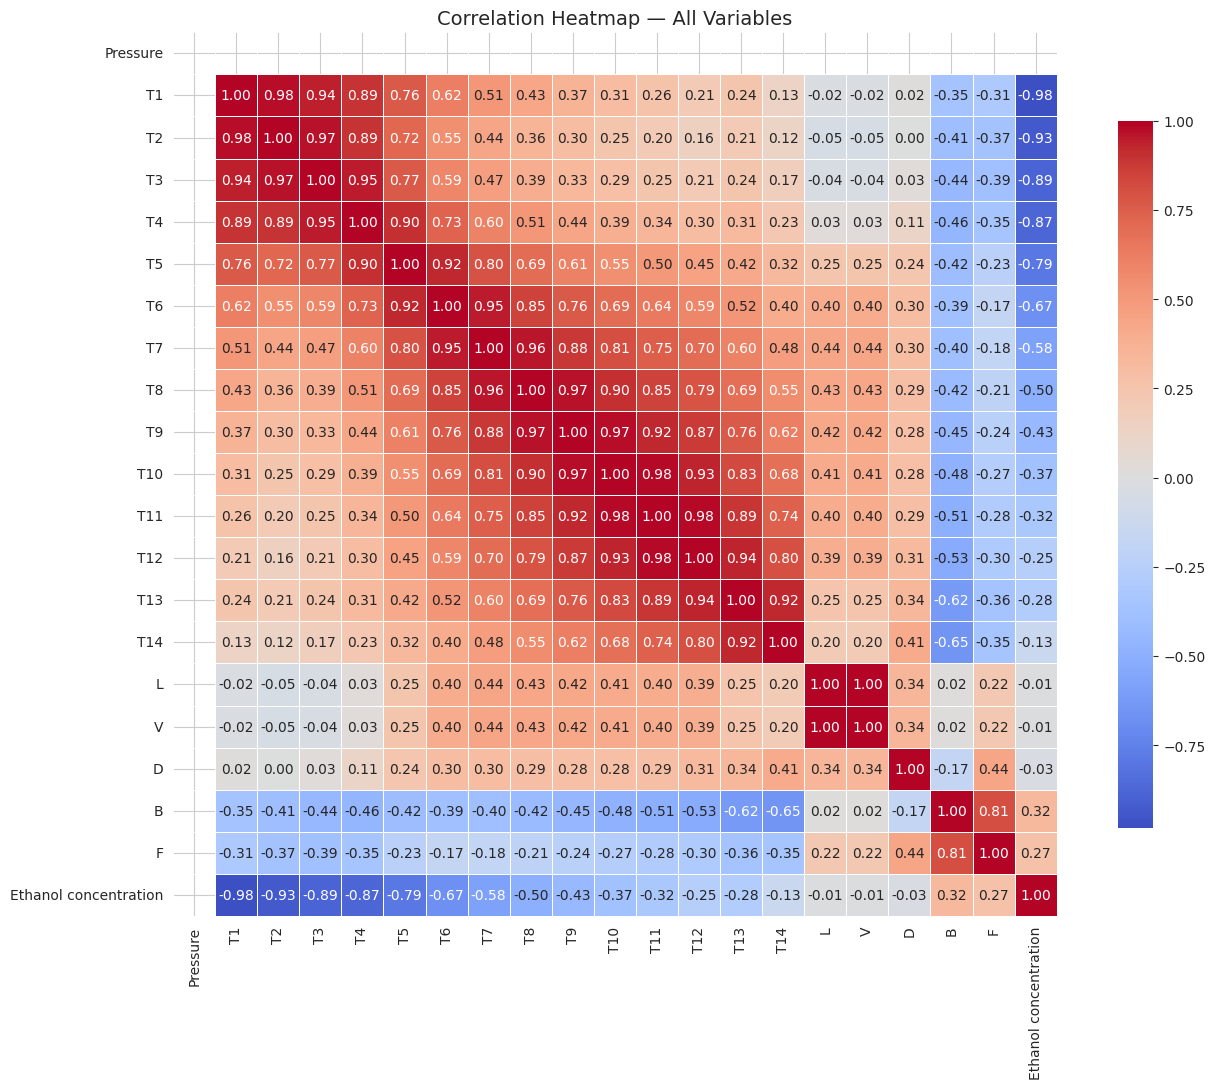 Correlation Heatmap — All Variables
Pressure
T1 1.00 0.98 0.94 0.89 0.76 0.62 0.51 0.43 0.37 0.31 0.26 0.21 0.24 0.13 -0.02 -0.02 0.02 -0.35 -0.31 -0.98
1.00
T2 0.98 1.00 0.97 0.89 0.72 0.55 0.44 0.36 0.30 0.25 0.20 0.16 0.21 0.12 -0.05 -0.05 0.00 -0.41 -0.37 -0.93
T3 0.94 0.97 1.00 0.95 0.77 0.59 0.47 0.39 0.33 0.29 0.25 0.21 0.24 0.17 -0.04 -0.04 0.03 -0.44 -0.39 -0.89
0.75
T4 0.89 0.89 0.95 1.00 0.90 0.73 0.60 0.51 0.44 0.39 0.34 0.30 0.31 0.23 0.03 0.03 0.11 -0.46 -0.35 -0.87
T5 0.76 0.72 0.77 0.90 1.00 0.92 0.80 0.69 0.61 0.55 0.50 0.45 0.42 0.32 0.25 0.25 0.24 -0.42 -0.23 -0.79
0.50
T6 0.62 0.55 0.59 0.73 0.92 1.00 0.95 0.85 0.76 0.69 0.64 0.59 0.52 0.40 0.40 0.40 0.30 -0.39 -0.17 -0.67
T7 0.51 0.44 0.47 0.60 0.80 0.95 1.00 0.96 0.88 0.81 0.75 0.70 0.60 0.48 0.44 0.44 0.30 -0.40 -0.18 -0.58
0.25
T8 0.43 0.36 0.39 0.51 0.69 0.85 0.96 1.00 0.97 0.90 0.85 0.79 0.69 0.55 0.43 0.43 0.29 -0.42 -0.21 -0.50
T9 0.37 0.30 0.33 0.44 0.61 0.76 0.88 0.97 1.00 0.97 0.92 0.87 0.76 0.62 0.42 0.42 0.28 -0.45 -0.24 -0.43
T10 0.31 0.25 0.29 0.39 0.55 0.69 0.81 0.90 0.97 1.00 0.98 0.93 0.83 0.68 0.41 0.41 0.28 -0.48 -0.27 -0.37
0.00
T11 0.26 0.20 0.25 0.34 0.50 0.64 0.75 0.85 0.92 0.98 1.00 0.98 0.89 0.74 0.40 0.40 0.29 -0.51 -0.28 -0.32
T12 0.21 0.16 0.21 0.30 0.45 0.59 0.70 0.79 0.87 0.93 0.98 1.00 0.94 0.80 0.39 0.39 0.31 -0.53 -0.30 -0.25
−0.25
T13 0.24 0.21 0.24 0.31 0.42 0.52 0.60 0.69 0.76 0.83 0.89 0.94 1.00 0.92 0.25 0.25 0.34 -0.62 -0.36 -0.28
T14 0.13 0.12 0.17 0.23 0.32 0.40 0.48 0.55 0.62 0.68 0.74 0.80 0.92 1.00 0.20 0.20 0.41 -0.65 -0.35 -0.13
−0.50
L -0.02 -0.05 -0.04 0.03 0.25 0.40 0.44 0.43 0.42 0.41 0.40 0.39 0.25 0.20 1.00 1.00 0.34 0.02 0.22 -0.01
V -0.02 -0.05 -0.04 0.03 0.25 0.40 0.44 0.43 0.42 0.41 0.40 0.39 0.25 0.20 1.00 1.00 0.34 0.02 0.22 -0.01
−0.75
D 0.02 0.00 0.03 0.11 0.24 0.30 0.30 0.29 0.28 0.28 0.29 0.31 0.34 0.41 0.34 0.34 1.00 -0.17 0.44 -0.03
B -0.35 -0.41 -0.44 -0.46 -0.42 -0.39 -0.40 -0.42 -0.45 -0.48 -0.51 -0.53 -0.62 -0.65 0.02 0.02 -0.17 1.00 0.81 0.32
F -0.31 -0.37 -0.39 -0.35 -0.23 -0.17 -0.18 -0.21 -0.24 -0.27 -0.28 -0.30 -0.36 -0.35 0.22 0.22 0.44 0.81 1.00 0.27
Ethanol concentration -0.98 -0.93 -0.89 -0.87 -0.79 -0.67 -0.58 -0.50 -0.43 -0.37 -0.32 -0.25 -0.28 -0.13 -0.01 -0.01 -0.03 0.32 0.27 1.00
Pressure T1 T2 T3 T4 T5 T6 T7 T8 T9 T10 T11 T12 T13 T14 L V D B F Ethanol concentration